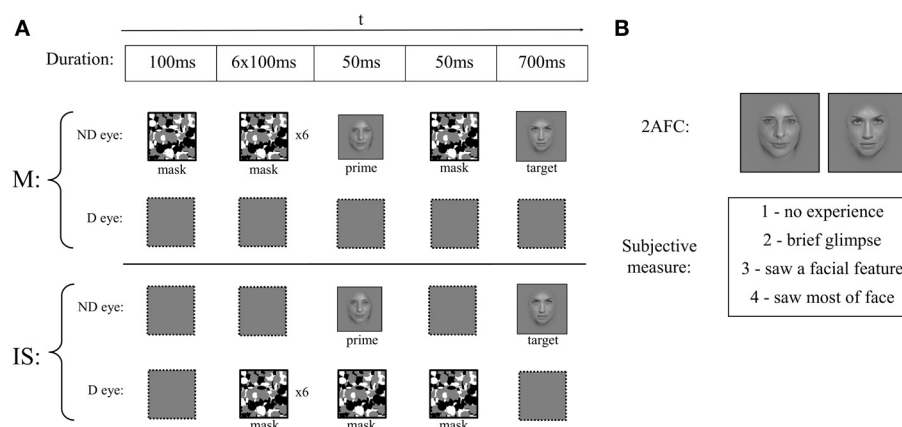 A
t
B
Duration:
100ms
6x100ms
50ms
50ms
700ms
M:
ND eye:
mask
x6
mask
prime
mask
target
D eye:
IS:
ND eye:
prime
target
D eye:
x6
mask
mask
mask
2AFC:
Subjective
measure:
1 - no experience
2 - brief glimpse
3 - saw a facial feature
4 - saw most of face